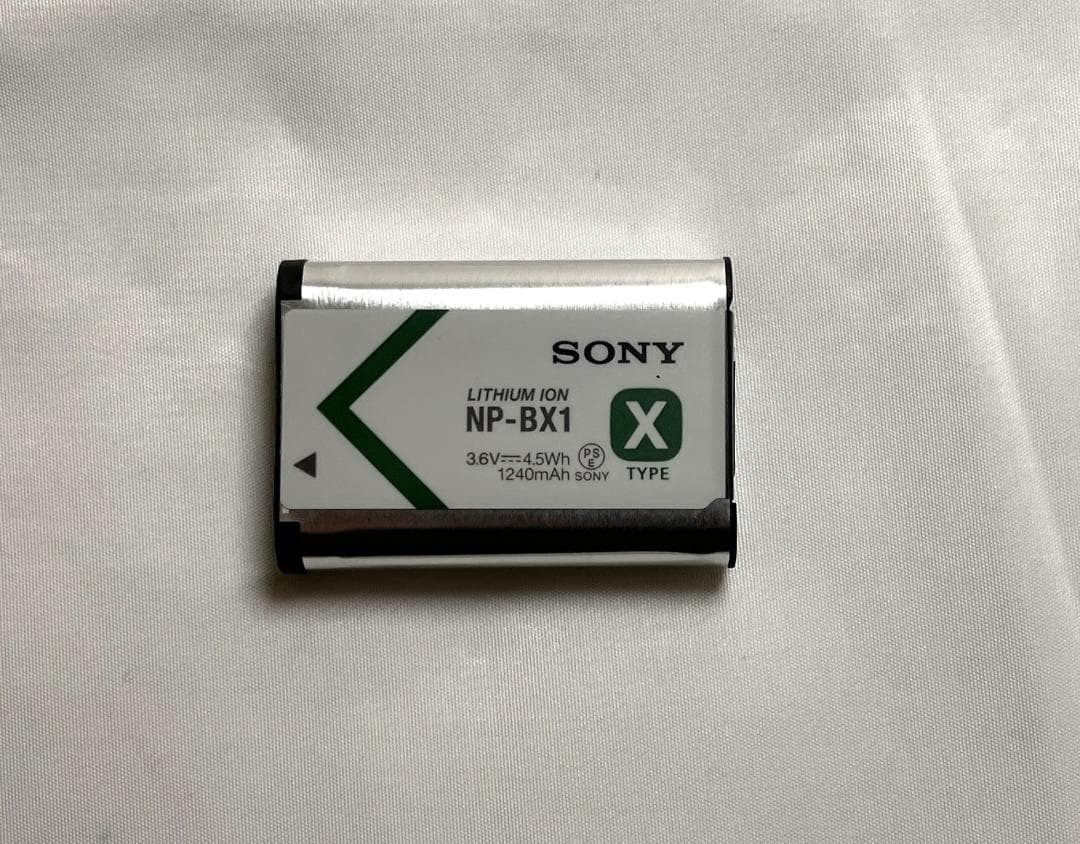 SONY
LITHIUM ION
NP-BX1
X
3.6V⎓4.5Wh PS E
1240mAh SONY
TYPE